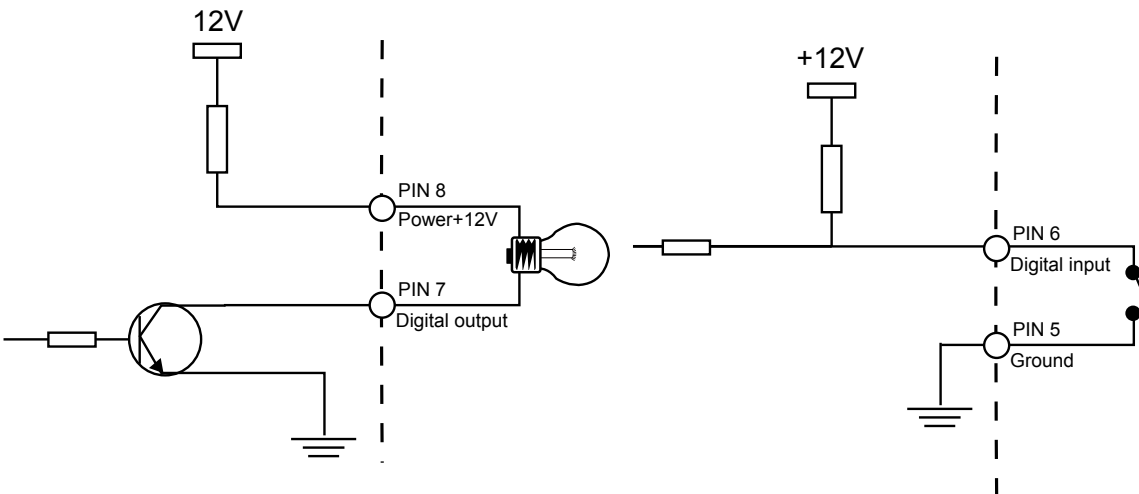 12V
PIN 8
Power+12V
PIN 7
Digital output
+12V
PIN 6
Digital input
PIN 5
Ground